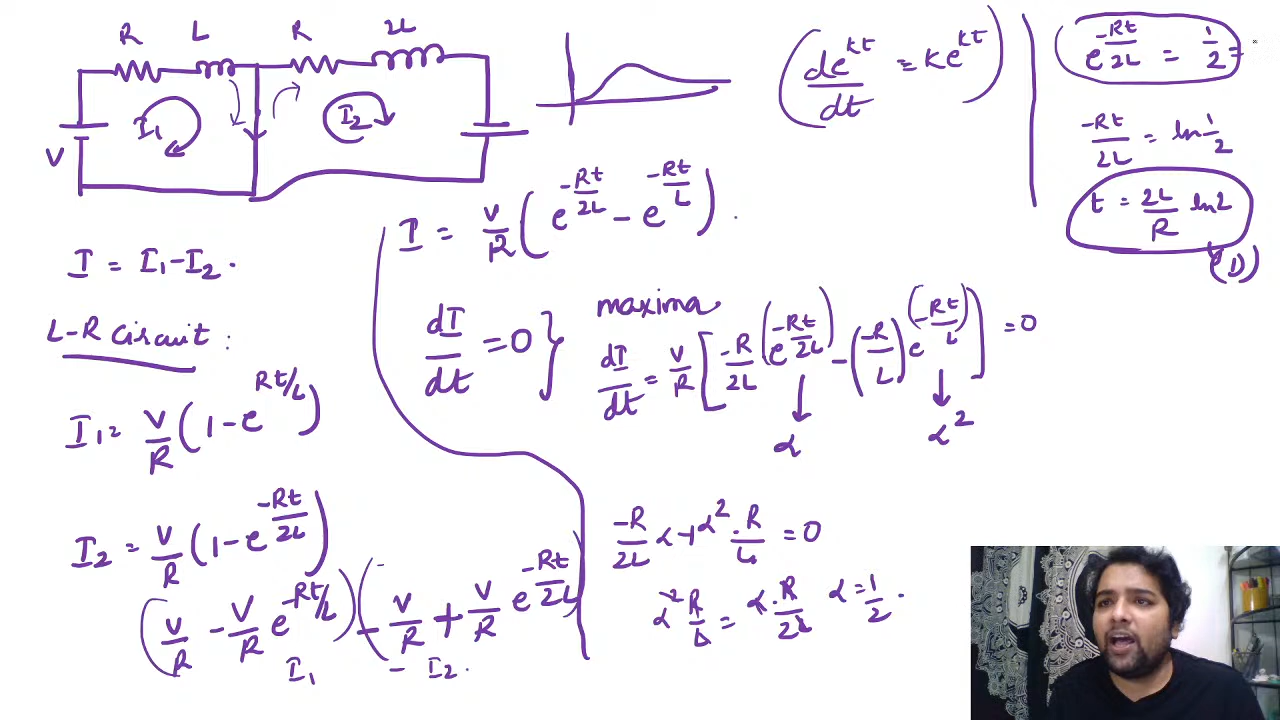 R L R 2L
V I₁ I₂
I = I₁ - I₂ .
L-R circuit :
I₁ = V/R (1 - e^{Rt/L})
I₂ = V/R (1 - e^{-Rt/2L})
(V/R - V/R e^{-Rt/L}) (- V/R + V/R e^{-Rt/2L})
I₁ - I₂ .
I = V/R (e^{-Rt/2L} - e^{-Rt/L}) .
dI/dt = 0 } maxima
dI/dt = V/R [-R/2L (e^{-Rt/2L}) - (-R/L) e^{(-Rt/L)}] = 0
α α²
-R/2L α + α² . R/L = 0
α² R/L = α . R/2L α = 1/2 .
(de^{kt}/dt = ke^{kt})
e^{-Rt/2L} = 1/2 =
-Rt/2L = ln 1/2
t = 2L/R ln2
(D)